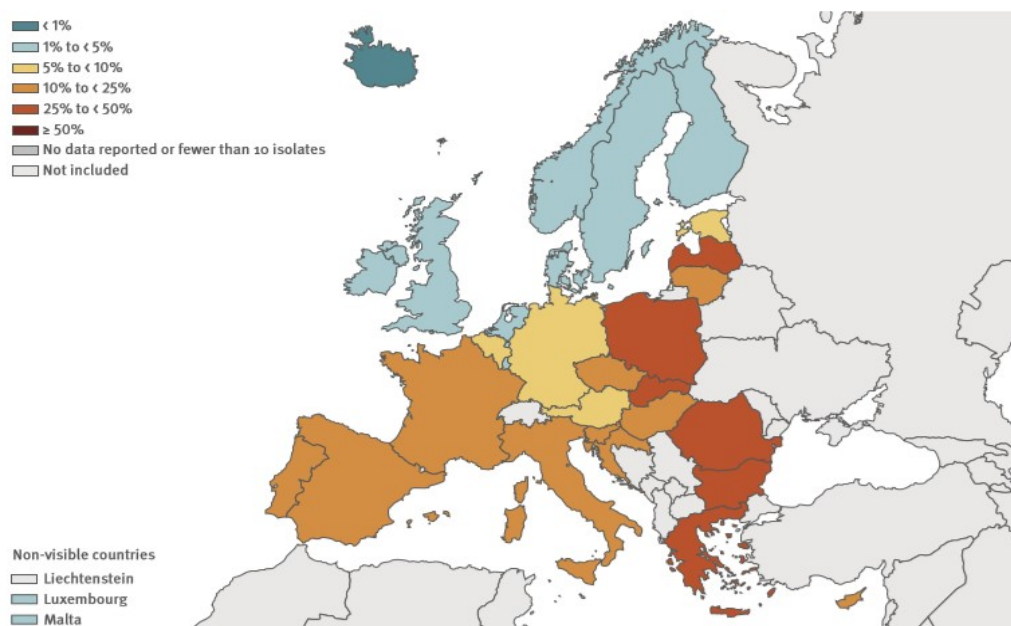 < 1%
1% to < 5%
5% to < 10%
10% to < 25%
25% to < 50%
≥ 50%
No data reported or fewer than 10 isolates
Not included
Non-visible countries
Liechtenstein
Luxembourg
Malta